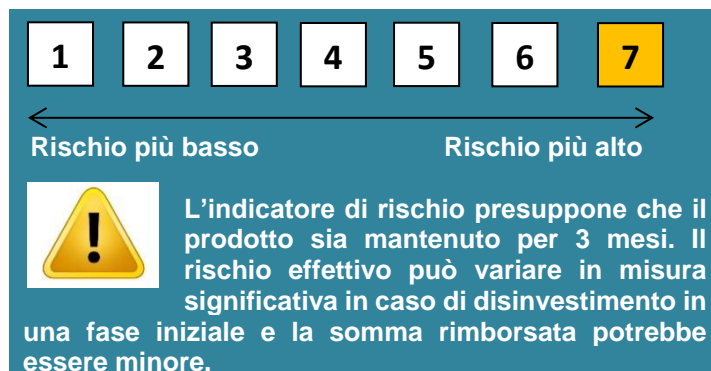 1 2 3 4 5 6 7
Rischio più basso Rischio più alto
L’indicatore di rischio presuppone che il
prodotto sia mantenuto per 3 mesi. Il
rischio effettivo può variare in misura
significativa in caso di disinvestimento in
una fase iniziale e la somma rimborsata potrebbe
essere minore.